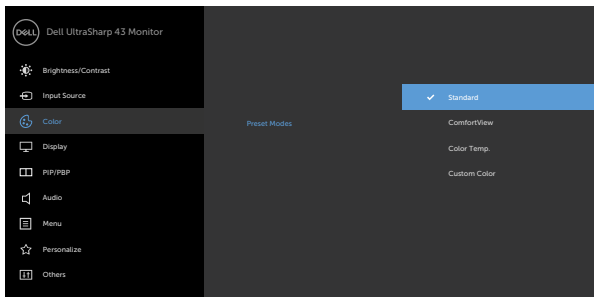 DELL
Dell UltraSharp 43 Monitor
Brightness/Contrast
Input Source
Color
Display
PIP/PBP
Audio
Menu
Personalize
Others
Preset Modes
Standard
ComfortView
Color Temp.
Custom Color